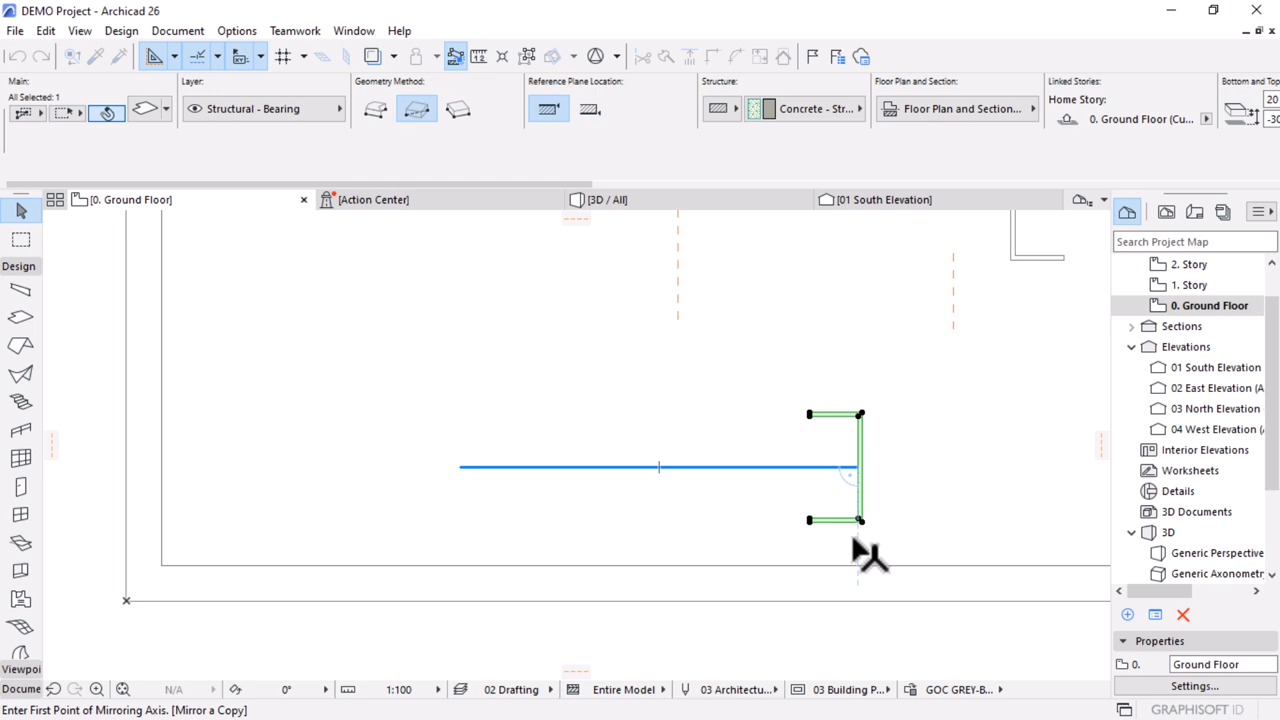 DEMO Project - Archicad 26
File Edit View Design Document Options Teamwork Window Help
Main:
All Selected: 1
Layer:
Structural - Bearing
Geometry Method:
Reference Plane Location:
Structure:
Concrete - Str...
Floor Plan and Section:
Floor Plan and Section...
Linked Stories:
Home Story:
0. Ground Floor (Cu...
Bottom and To
20
-30
[0. Ground Floor]
[Action Center]
[3D / All]
[01 South Elevation]
Design
Viewpoi
Docume
Search Project Map
2. Story
1. Story
0. Ground Floor
Sections
Elevations
01 South Elevation
02 East Elevation (A
03 North Elevation
04 West Elevation (A
Interior Elevations
Worksheets
Details
3D Documents
3D
Generic Perspective
Generic Axonometr
Properties
0.
Ground Floor
Settings...
N/A
0°
1:100
02 Drafting
Entire Model
03 Architectu...
03 Building P...
GOC GREY-B...
Enter First Point of Mirroring Axis. [Mirror a Copy]
GRAPHISOFT ID